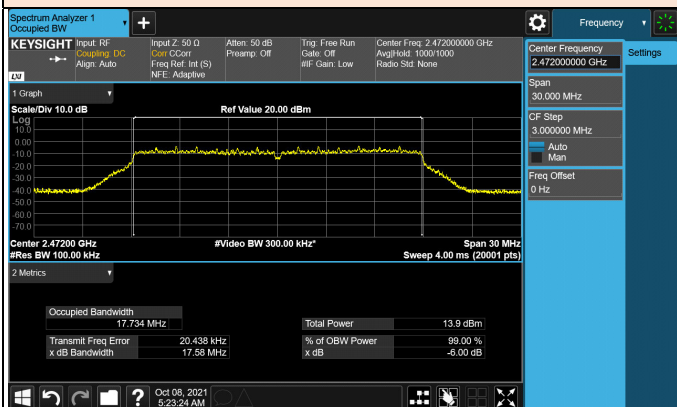 Spectrum Analyzer 1
Occupied BW
+
Frequency
KEYSIGHT
Input: RF
Coupling: DC
Align: Auto
Input Z: 50 Ω
Corr CCorr
Freq Ref: Int (S)
NFE: Adaptive
Atten: 50 dB
Preamp: Off
Trig: Free Run
Gate: Off
#IF Gain: Low
Center Freq: 2.472000000 GHz
Avg|Hold: 1000/1000
Radio Std: None
LXI
Center Frequency
2.472000000 GHz
Settings
Span
30.000 MHz
CF Step
3.000000 MHz
Auto
Man
Freq Offset
0 Hz
1 Graph
Scale/Div 10.0 dB
Ref Value 20.00 dBm
Log
10.0
0.00
-10.0
-20.0
-30.0
-40.0
-50.0
-60.0
-70.0
Center 2.47200 GHz
#Video BW 300.00 kHz*
Span 30 MHz
#Res BW 100.00 kHz
Sweep 4.00 ms (20001 pts)
2 Metrics
Occupied Bandwidth
17.734 MHz
Total Power 13.9 dBm
Transmit Freq Error 20.438 kHz
% of OBW Power 99.00 %
x dB Bandwidth 17.58 MHz
x dB -6.00 dB
?
Oct 08, 2021
5:23:24 AM